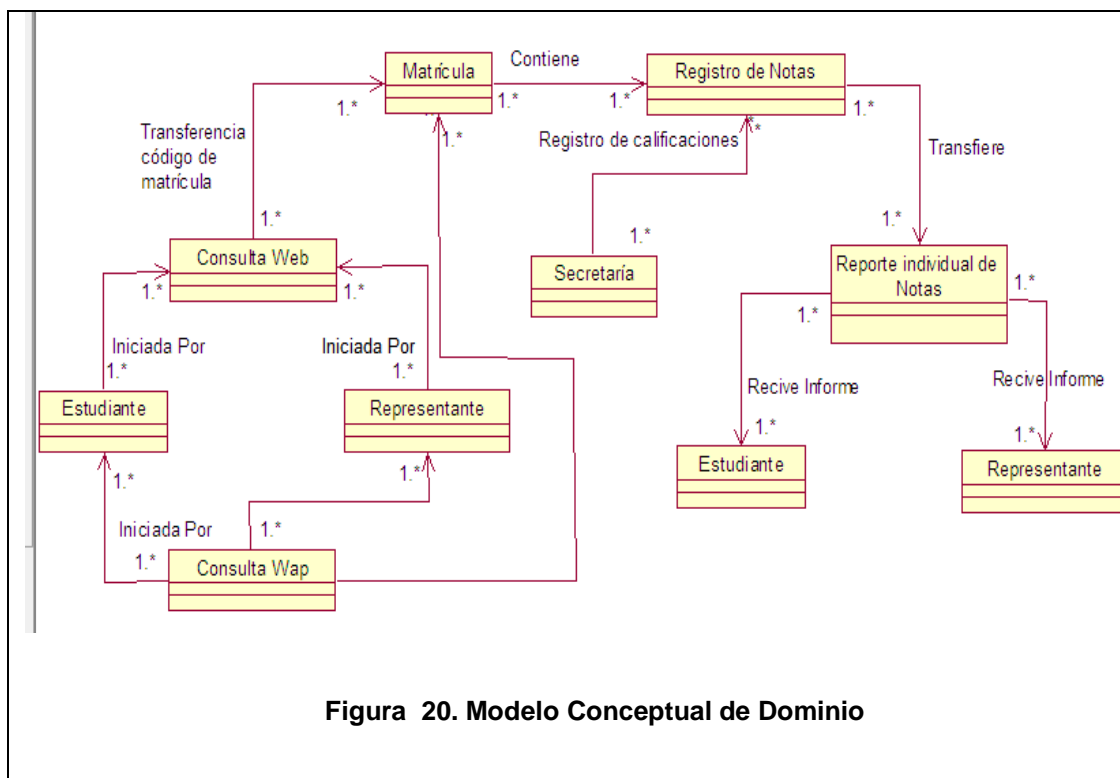 Matrícula
Contiene
Registro de Notas
1.*
1.*
1.*
1.*
1.*
Transferencia
código de
matrícula
Registro de calificaciones
*
Transfiere
1.*
1.*
1.*
Consulta Web
Secretaría
Reporte individual de
Notas
1.*
1.*
1.*
1.*
Iniciada Por
Iniciada Por
1.*
1.*
Recive Informe
Recive Informe
Estudiante
Representante
1.*
1.*
Estudiante
Representante
1.*
1.*
Iniciada Por
1.*
1.*
Consulta Wap
Figura 20. Modelo Conceptual de Dominio